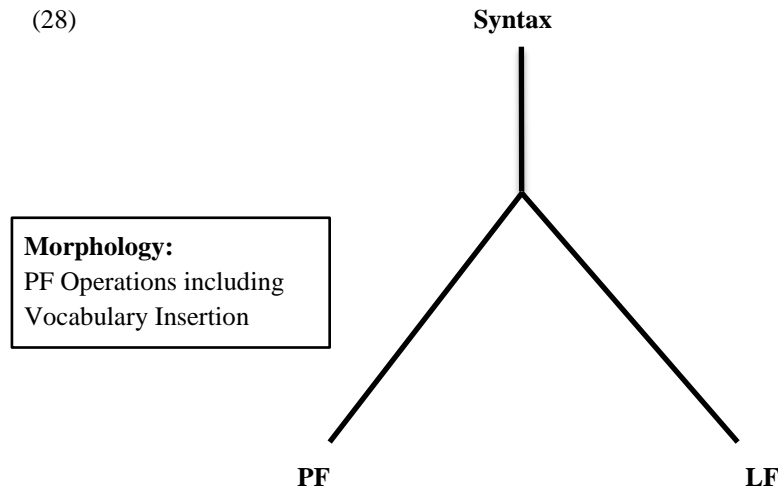 (28)
Syntax
Morphology:
PF Operations including
Vocabulary Insertion
PF
LF